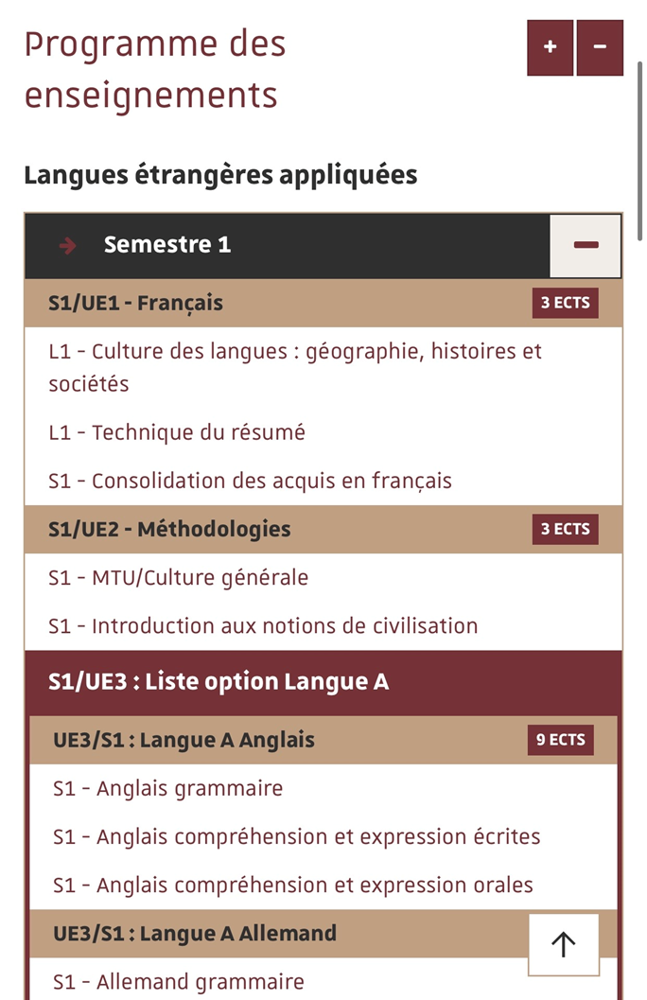 Programme des
enseignements
+ -
Langues étrangères appliquées
Semestre 1
S1/UE1 - Français 3 ECTS
L1 - Culture des langues : géographie, histoires et
sociétés
L1 - Technique du résumé
S1 - Consolidation des acquis en français
S1/UE2 - Méthodologies 3 ECTS
S1 - MTU/Culture générale
S1 - Introduction aux notions de civilisation
S1/UE3 : Liste option Langue A
UE3/S1 : Langue A Anglais 9 ECTS
S1 - Anglais grammaire
S1 - Anglais compréhension et expression écrites
S1 - Anglais compréhension et expression orales
UE3/S1 : Langue A Allemand
S1 - Allemand grammaire